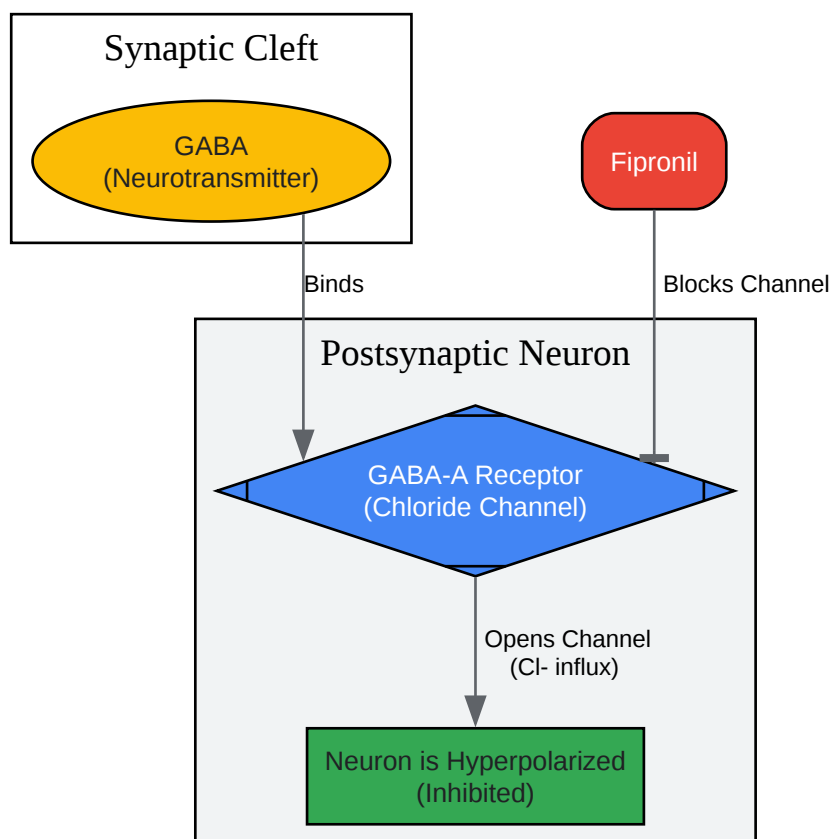 Synaptic Cleft
GABA
(Neurotransmitter)
Fipronil
Binds
Blocks Channel
Postsynaptic Neuron
GABA-A Receptor
(Chloride Channel)
Opens Channel
(Cl- influx)
Neuron is Hyperpolarized
(Inhibited)